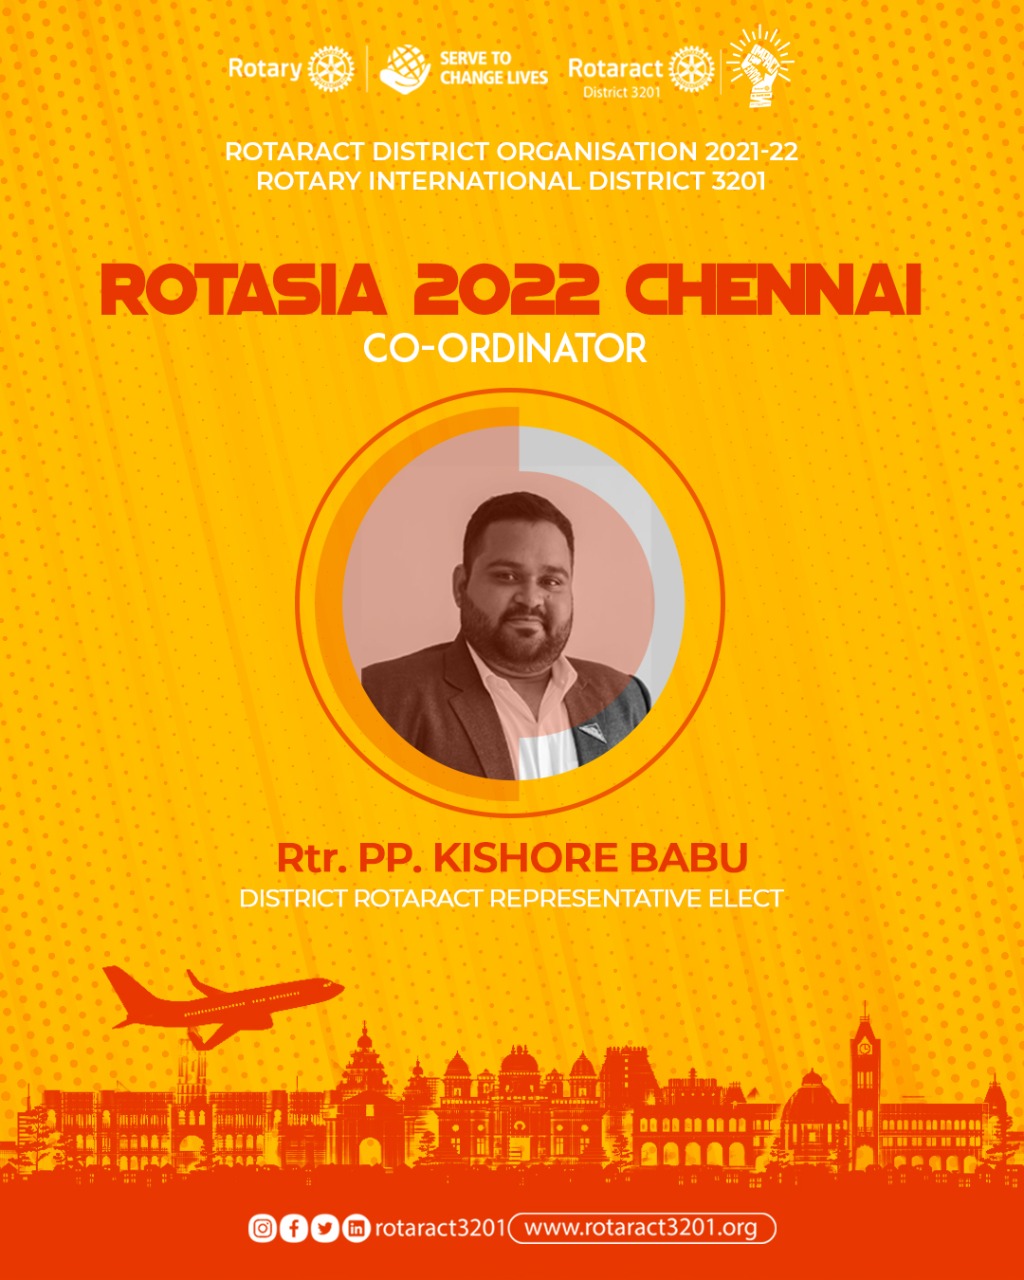 Rotary
SERVE TO
CHANGE LIVES
Rotaract
District 3201
ROTARACT DISTRICT ORGANISATION 2021-22
ROTARY INTERNATIONAL DISTRICT 3201
ROTASIA 2022 CHENNAI
CO-ORDINATOR
Rtr. PP. KISHORE BABU
DISTRICT ROTARACT REPRESENTATIVE ELECT
rotaract3201 www.rotaract3201.org